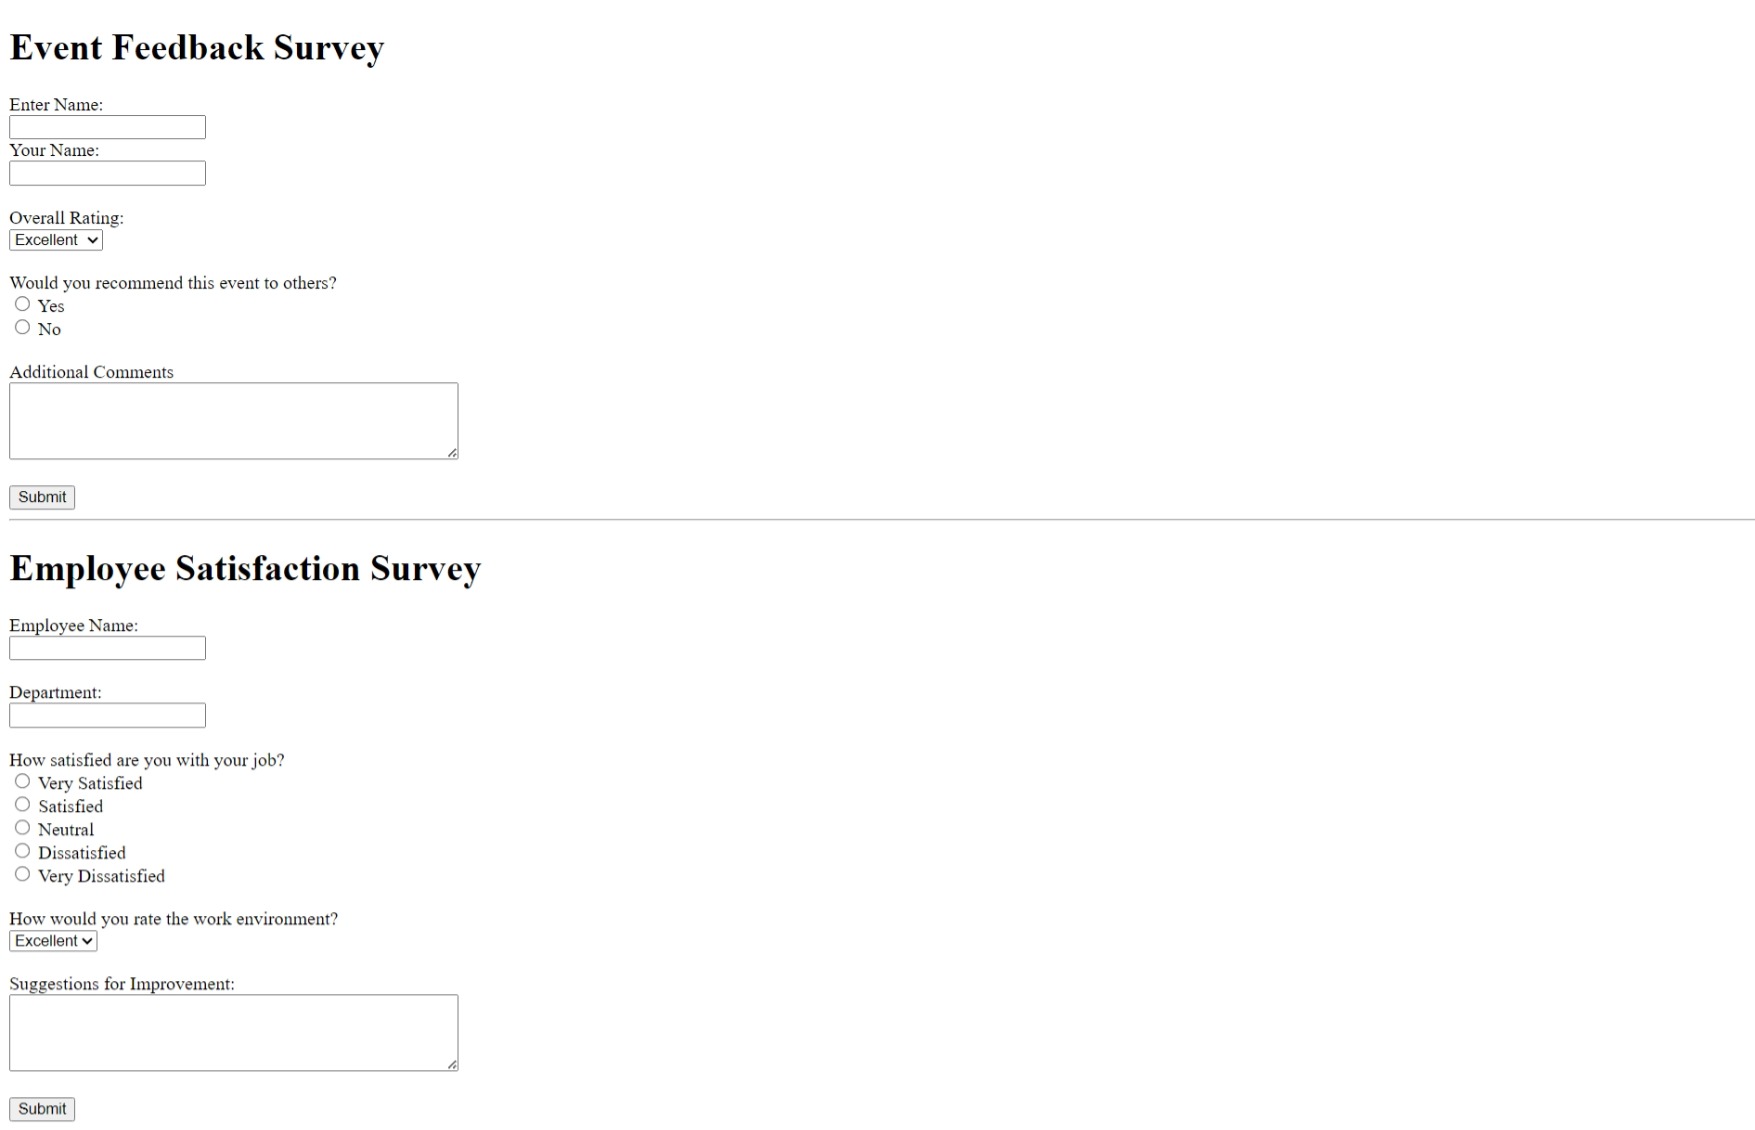 Event Feedback Survey
Enter Name:
Your Name:
Overall Rating:
Excellent
Would you recommend this event to others?
Yes
No
Additional Comments
Submit
Employee Satisfaction Survey
Employee Name:
Department:
How satisfied are you with your job?
Very Satisfied
Satisfied
Neutral
Dissatisfied
Very Dissatisfied
How would you rate the work environment?
Excellent
Suggestions for Improvement:
Submit